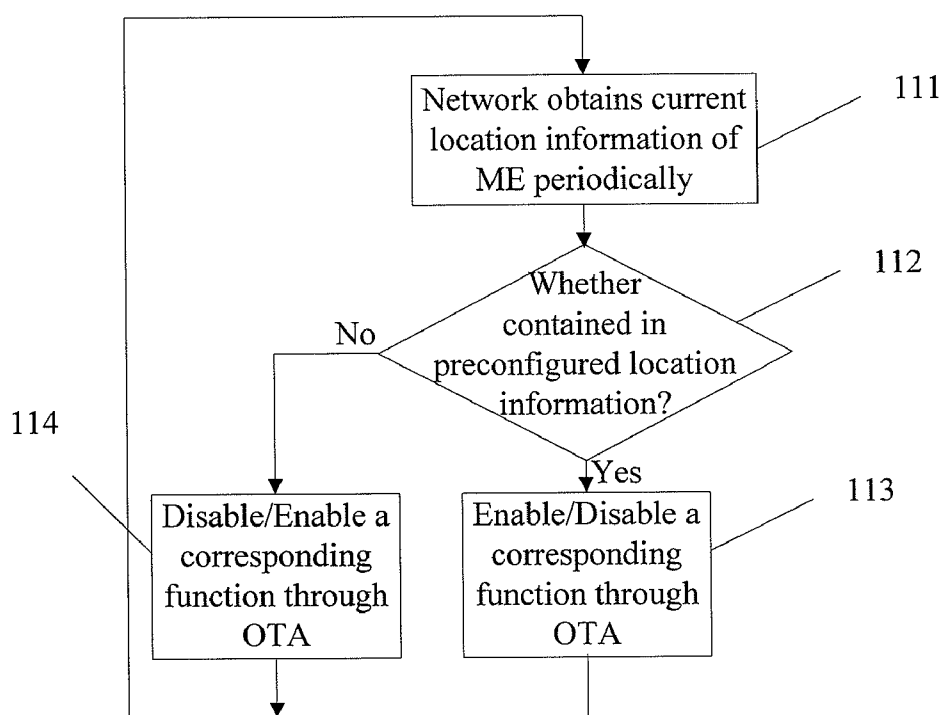 Network obtains current
location information of
ME periodically
111
Whether
contained in
preconfigured location
information?
112
No
Yes
114
Disable/Enable a
corresponding
function through
OTA
Enable/Disable a
corresponding
function through
OTA
113